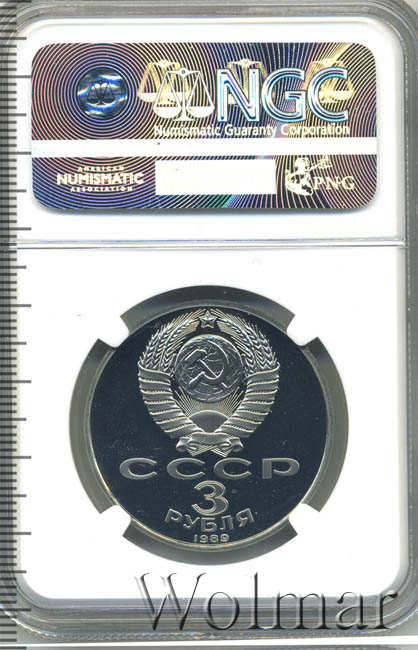 NGC
Numismatic Guaranty Corporation
AMERICAN
NUMISMATIC
ASSOCIATION
PNG
СССР
3
РУБЛЯ
1989
Wolmar